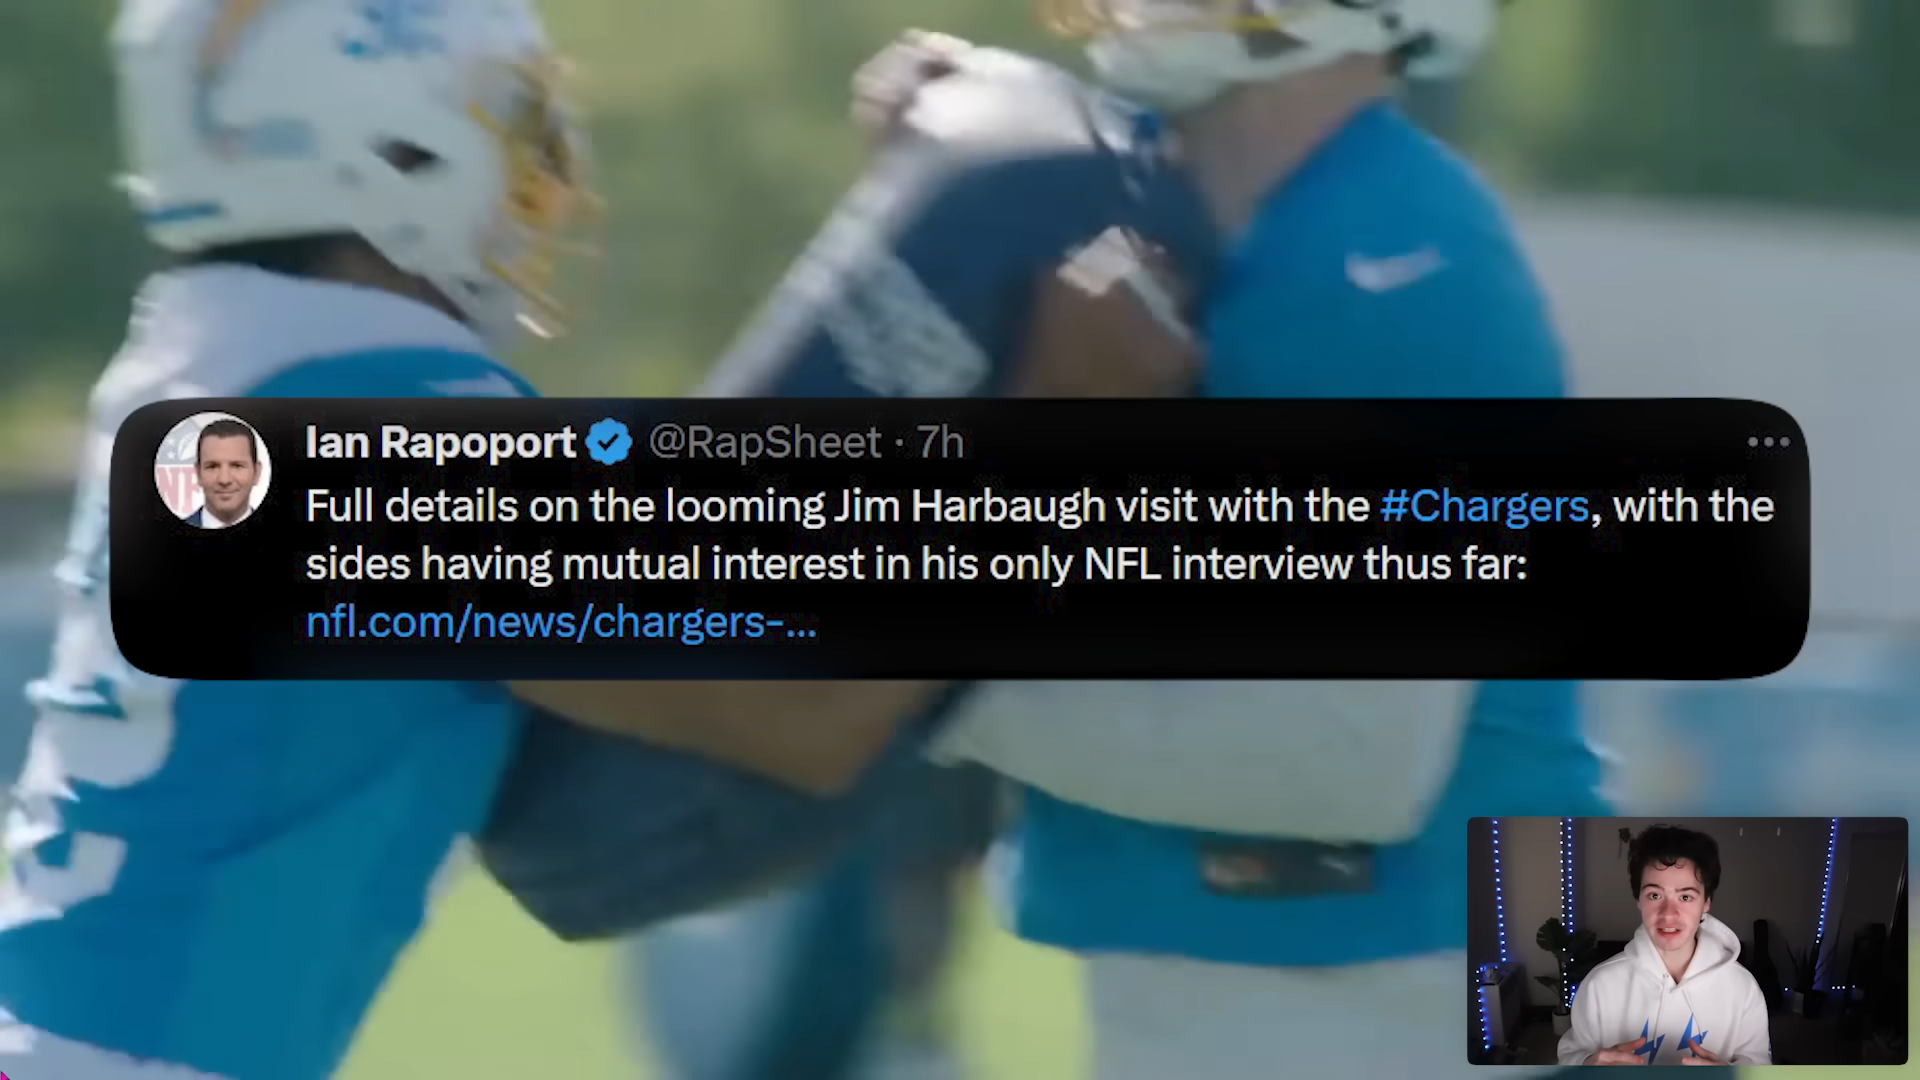 Ian Rapoport @RapSheet · 7h
Full details on the looming Jim Harbaugh visit with the #Chargers, with the
sides having mutual interest in his only NFL interview thus far:
nfl.com/news/chargers-...